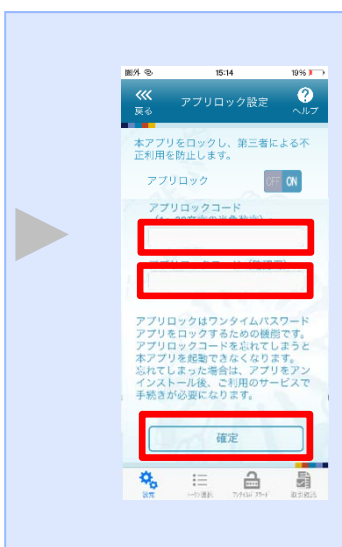 圏外
15:14
19%
戻る
アプリロック設定
?
ヘルプ
本アプリをロックし、第三者による不
正利用を防止します。
アプリロック
OFF ON
アプリロックコード
アプリロックはワンタイムパスワード
アプリをロックするための機能です。
アプリロックコードを忘れてしまうと
本アプリを起動できなくなります。
忘れてしまった場合は、アプリをアン
インストール後、ご利用のサービスで
手続きが必要になります。
確定
設定